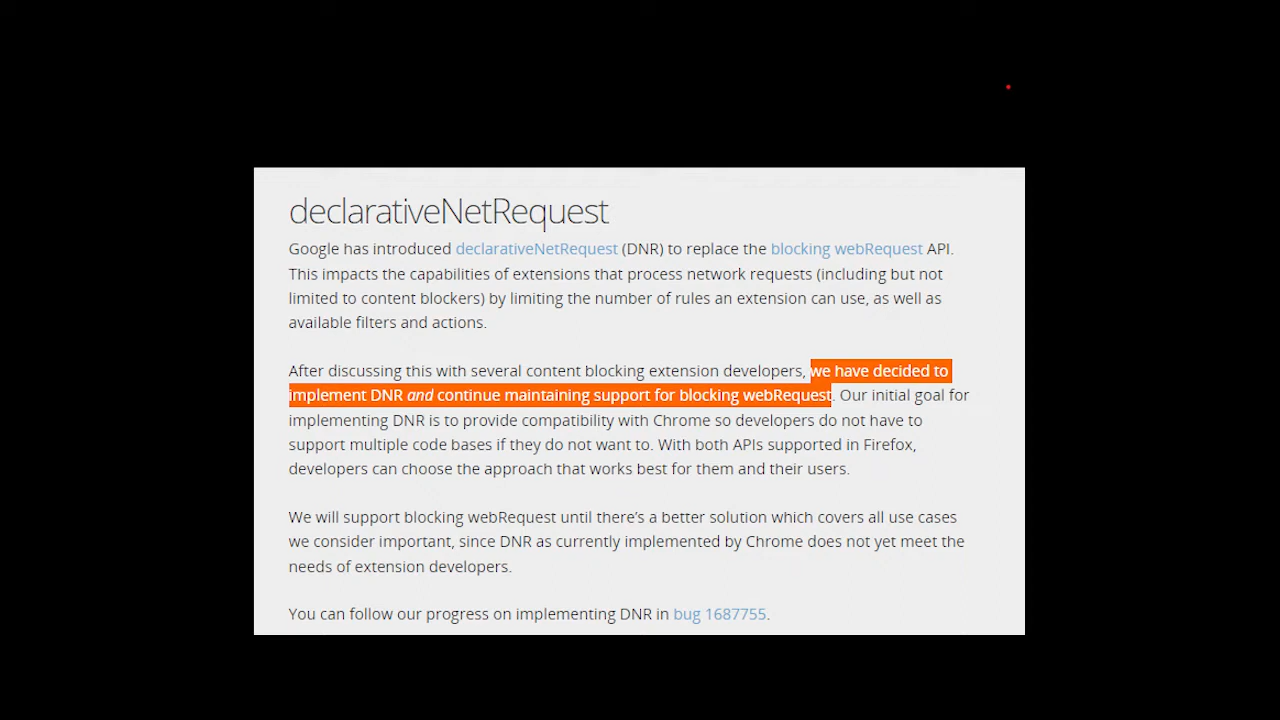 declarativeNetRequest
Google has introduced declarativeNetRequest (DNR) to replace the blocking webRequest API.
This impacts the capabilities of extensions that process network requests (including but not
limited to content blockers) by limiting the number of rules an extension can use, as well as
available filters and actions.
After discussing this with several content blocking extension developers, we have decided to
implement DNR and continue maintaining support for blocking webRequest. Our initial goal for
implementing DNR is to provide compatibility with Chrome so developers do not have to
support multiple code bases if they do not want to. With both APIs supported in Firefox,
developers can choose the approach that works best for them and their users.
We will support blocking webRequest until there’s a better solution which covers all use cases
we consider important, since DNR as currently implemented by Chrome does not yet meet the
needs of extension developers.
You can follow our progress on implementing DNR in bug 1687755.